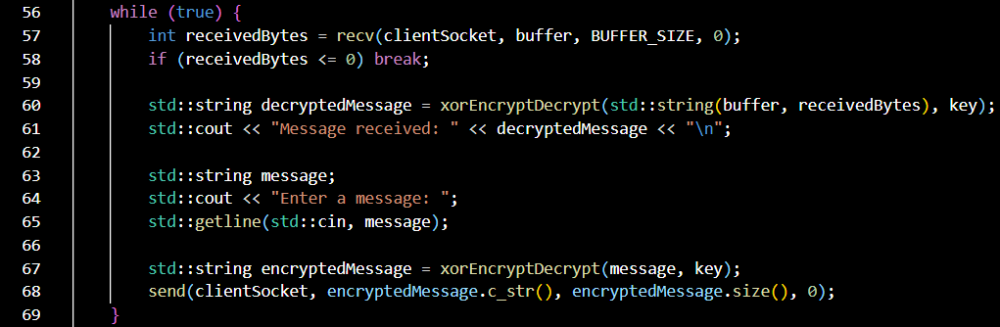 56 while (true) {
57 int receivedBytes = recv(clientSocket, buffer, BUFFER_SIZE, 0);
58 if (receivedBytes <= 0) break;
59
60 std::string decryptedMessage = xorEncryptDecrypt(std::string(buffer, receivedBytes), key);
61 std::cout << "Message received: " << decryptedMessage << "\n";
62
63 std::string message;
64 std::cout << "Enter a message: ";
65 std::getline(std::cin, message);
66
67 std::string encryptedMessage = xorEncryptDecrypt(message, key);
68 send(clientSocket, encryptedMessage.c_str(), encryptedMessage.size(), 0);
69 }